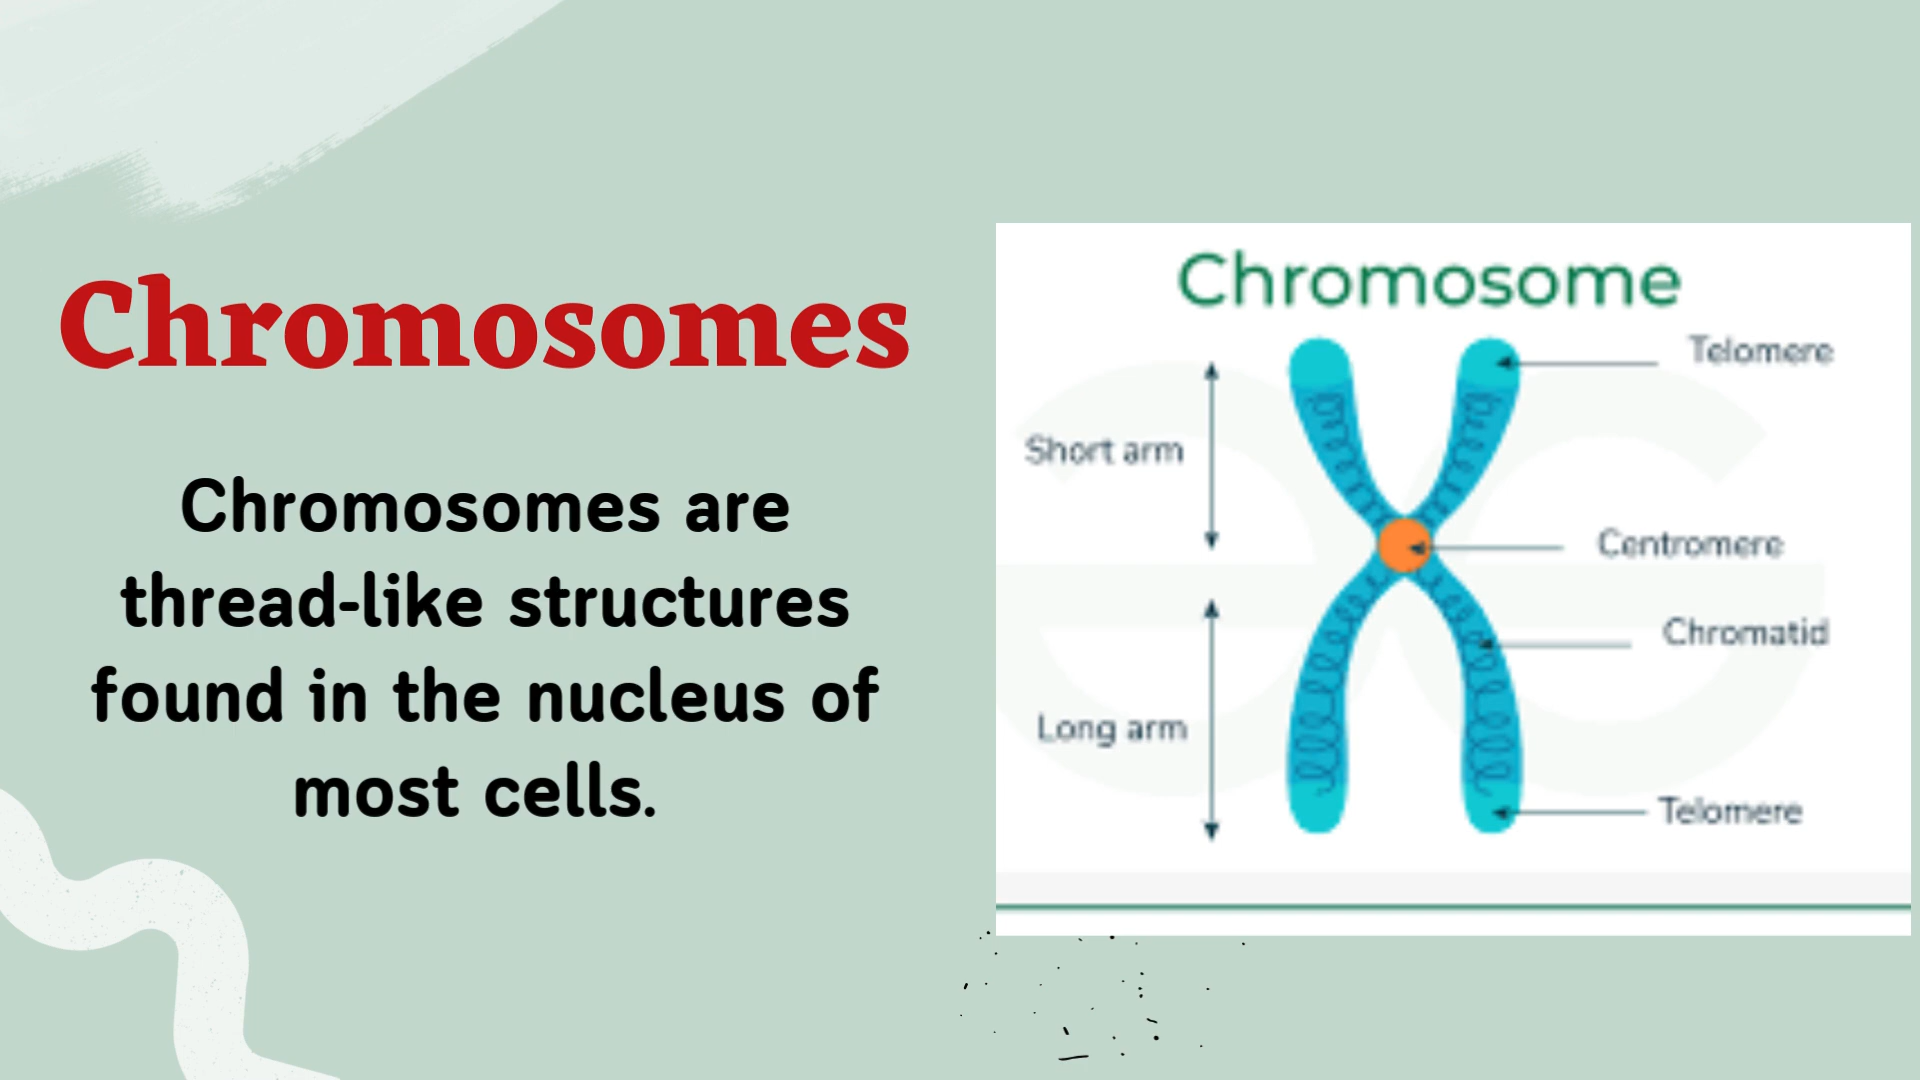 Chromosomes
Chromosomes are
thread-like structures
found in the nucleus of
most cells.
Chromosome
Telomere
Short arm
Centromere
Chromatid
Long arm
Telomere